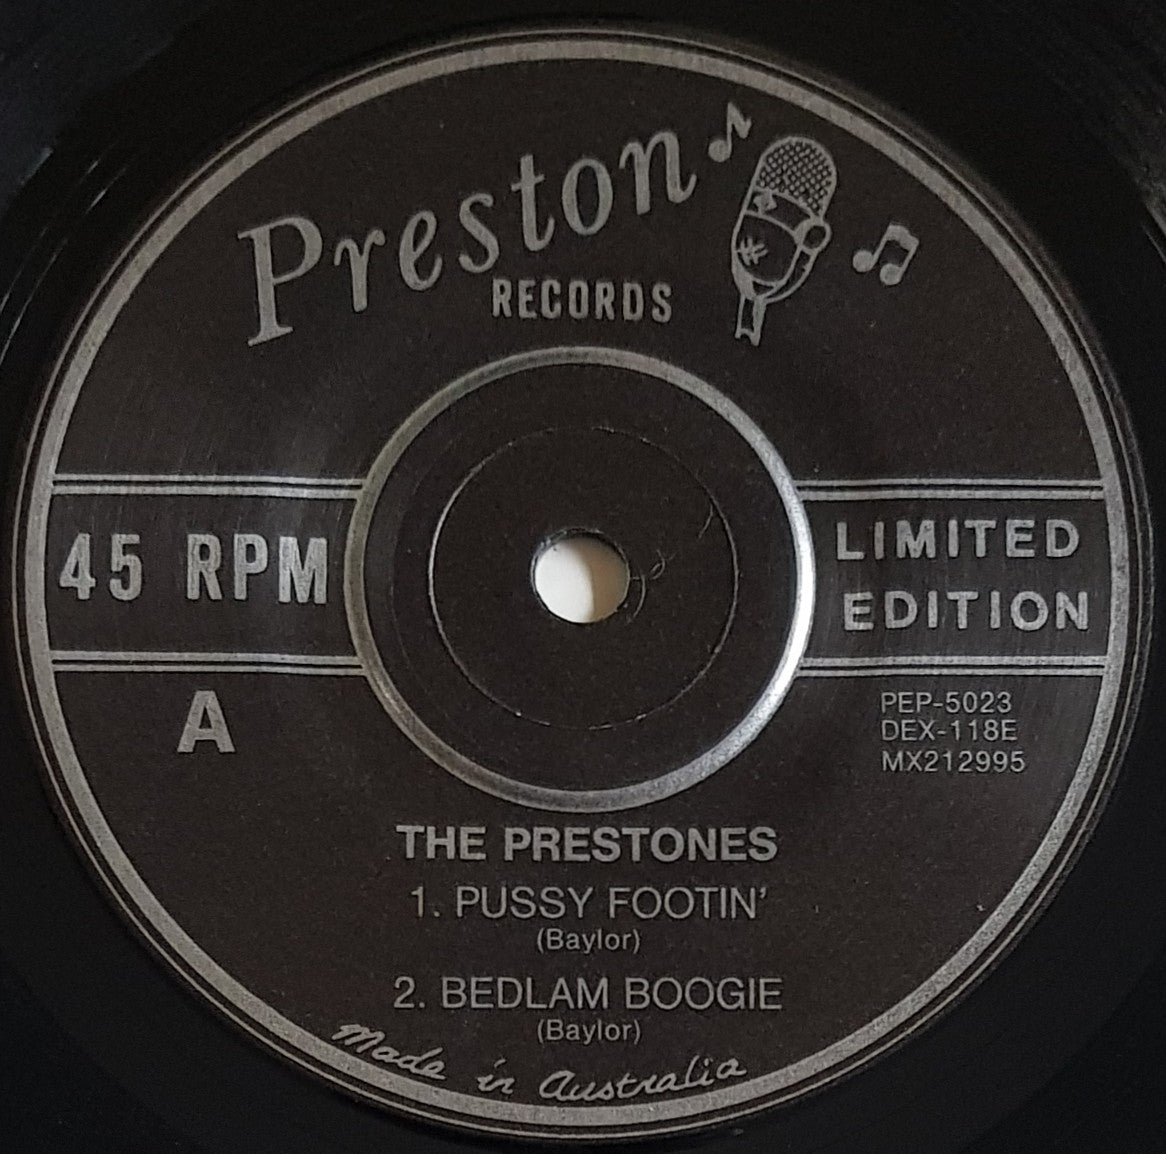 Preston
RECORDS
45 RPM
LIMITED
EDITION
A
PEP-5023
DEX-118E
MX212995
THE PRESTONES
1. PUSSY FOOTIN'
(Baylor)
2. BEDLAM BOOGIE
(Baylor)
Made in Australia